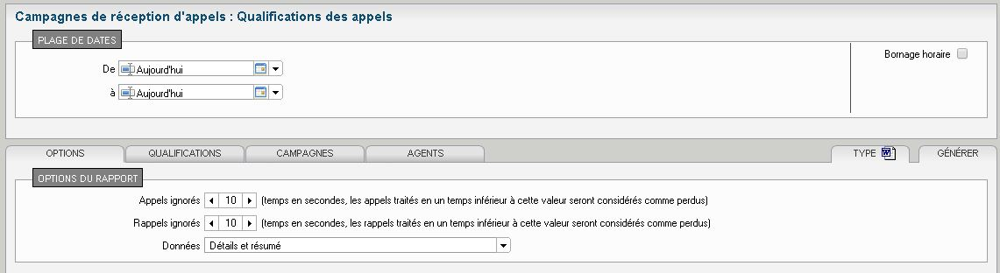 Campagnes de réception d'appels : Qualifications des appels
PLAGE DE DATES
De Aujourd'hui
à Aujourd'hui
Bornage horaire
OPTIONS QUALIFICATIONS CAMPAGNES AGENTS TYPE GÉNÉRER
OPTIONS DU RAPPORT
Appels ignorés 10 (temps en secondes, les appels traités en un temps inférieur à cette valeur seront considérés comme perdus)
Rappels ignorés 10 (temps en secondes, les rappels traités en un temps inférieur à cette valeur seront considérés comme perdus)
Données Détails et résumé